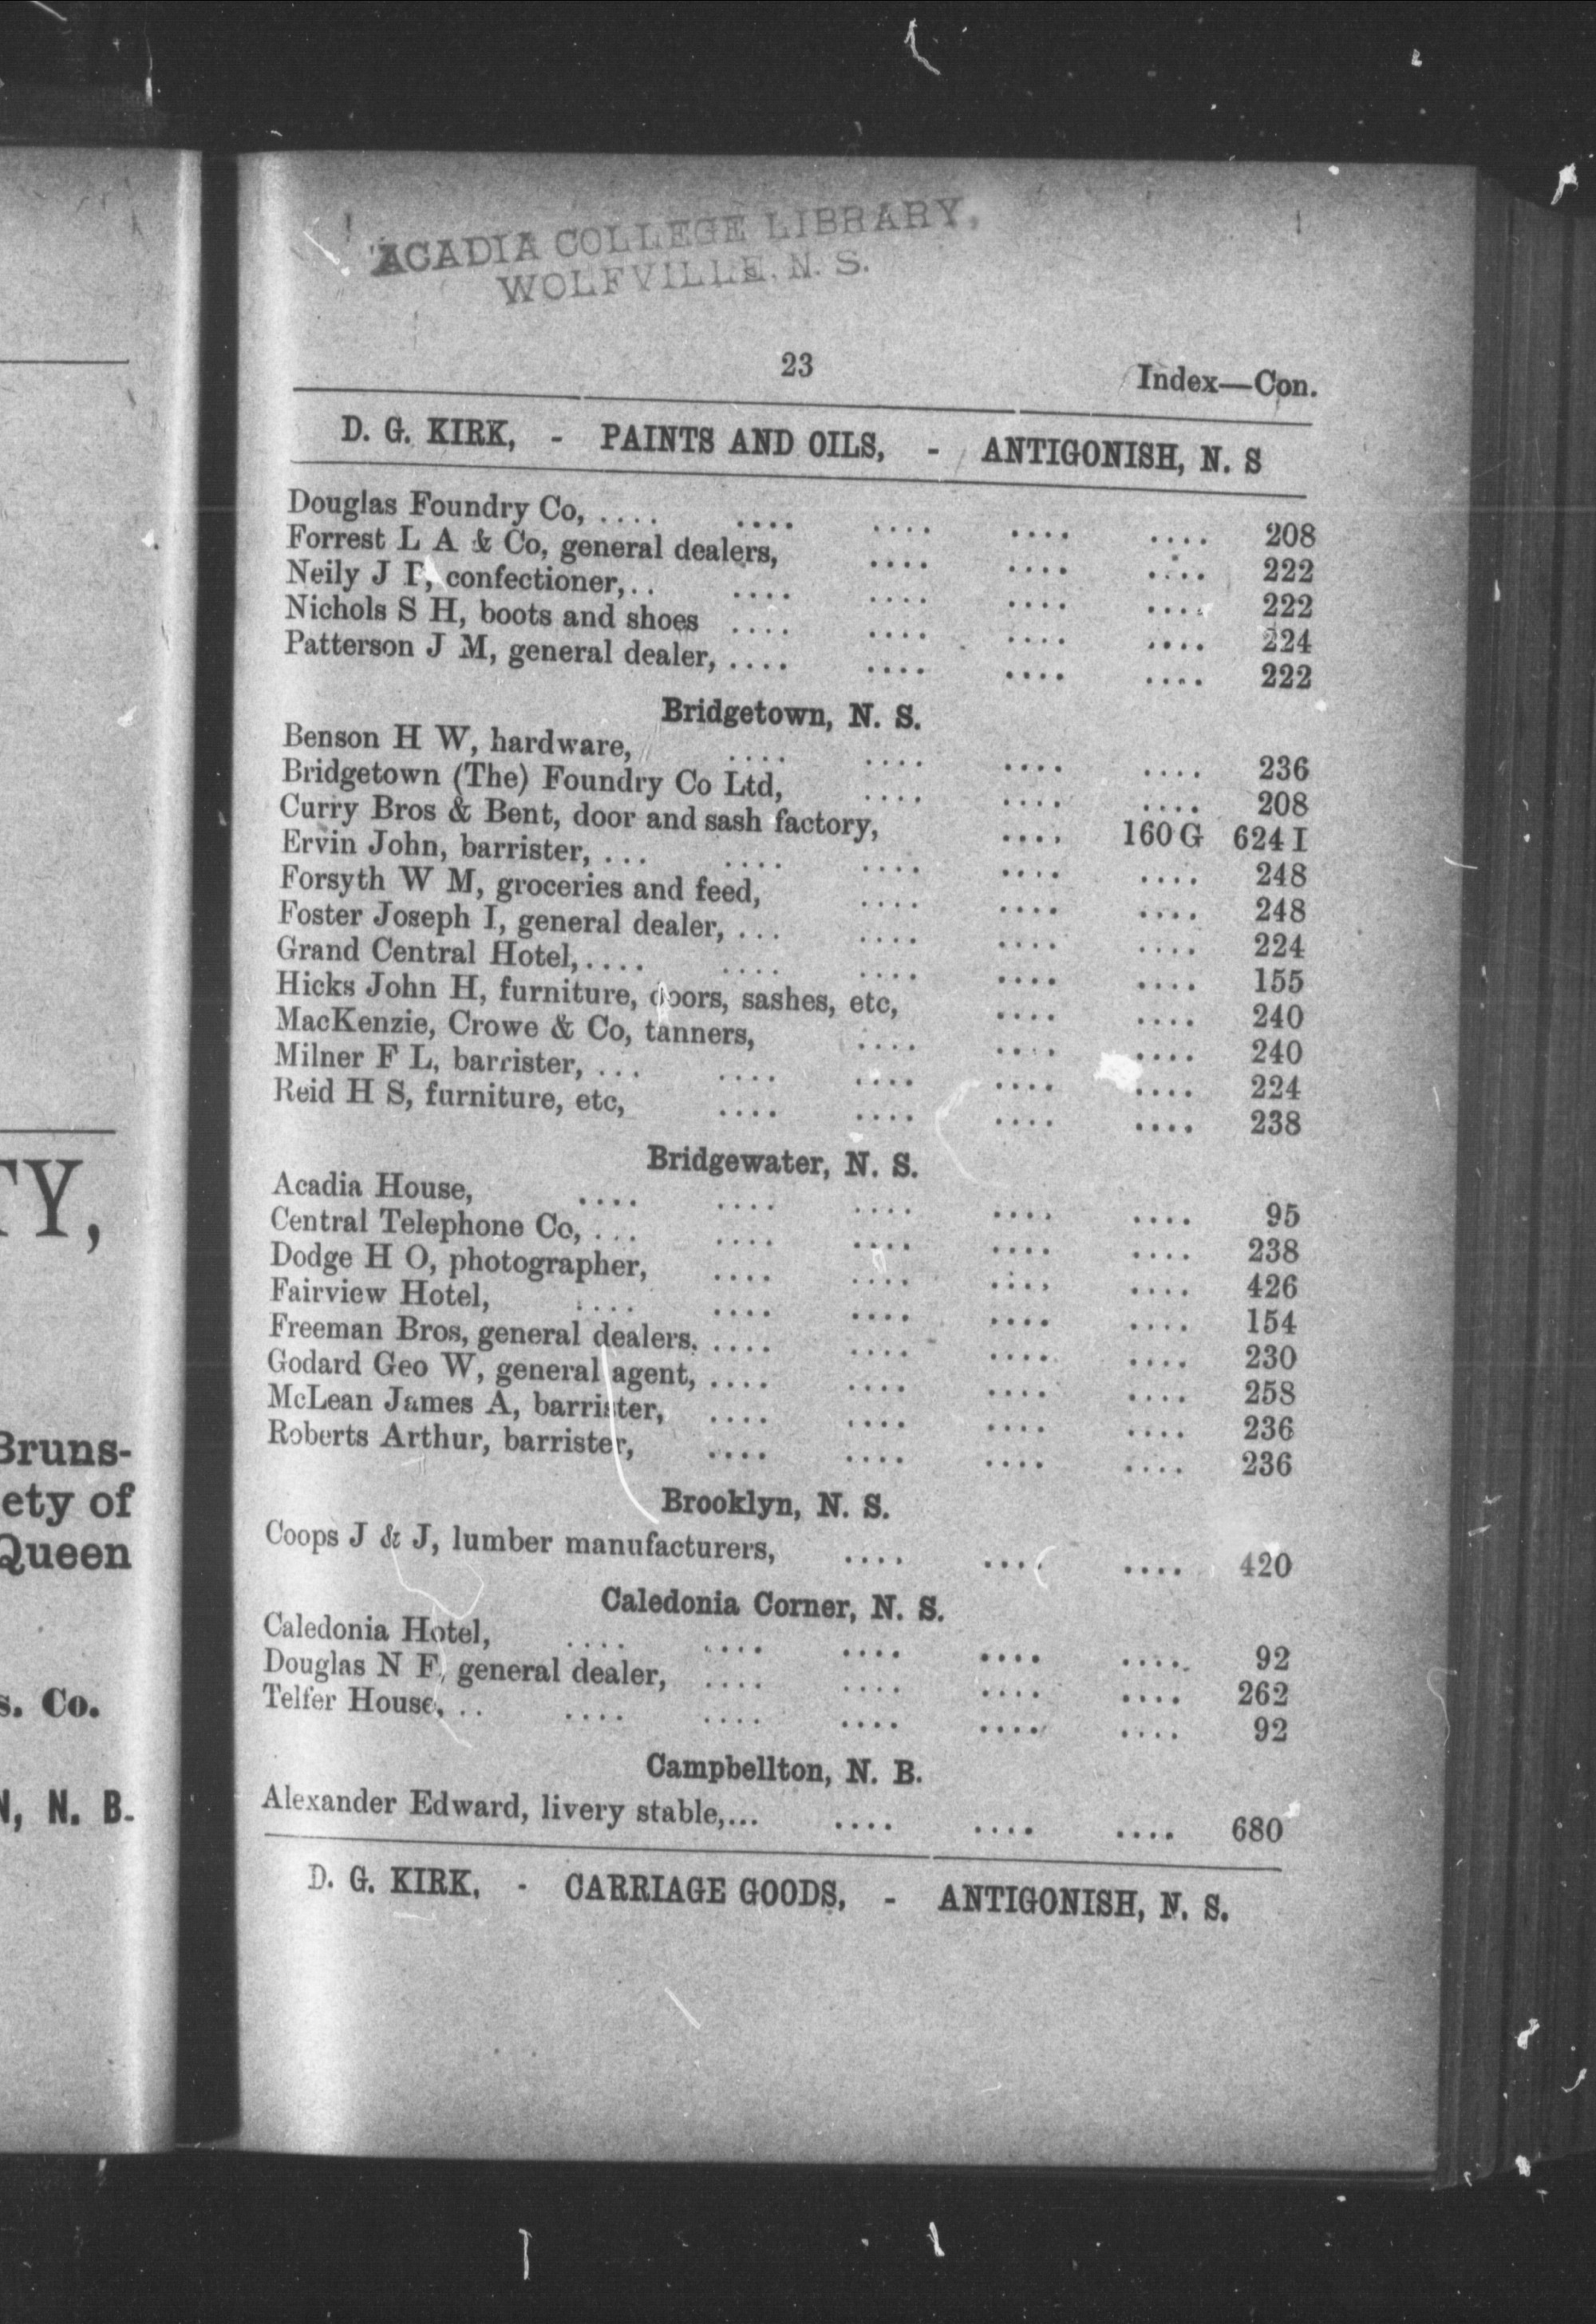 TY,
Bruns-
ety of
Queen
s. Co.
N, N. B.
ACADIA COLLEGE LIBRARY,
WOLFVILLE, N. S.
23 Index—Con.
D. G. KIRK, - PAINTS AND OILS, - ANTIGONISH, N. S
Douglas Foundry Co, .... .... .... .... .... 208
Forrest L A & Co, general dealers, .... .... .... 222
Neily J F, confectioner,.. .... .... .... .... 222
Nichols S H, boots and shoes .... .... .... .... 224
Patterson J M, general dealer, .... .... .... .... 222
Bridgetown, N. S.
Benson H W, hardware, .... .... .... .... 236
Bridgetown (The) Foundry Co Ltd, .... .... .... 208
Curry Bros & Bent, door and sash factory, .... 160 G 624 I
Ervin John, barrister, ... .... .... .... .... 248
Forsyth W M, groceries and feed, .... .... .... 248
Foster Joseph I, general dealer, ... .... .... .... 224
Grand Central Hotel,.... .... .... .... .... 155
Hicks John H, furniture, doors, sashes, etc, .... .... 240
MacKenzie, Crowe & Co, tanners, .... .... .... 240
Milner F L, barrister, ... .... .... .... .... 224
Reid H S, furniture, etc, .... .... .... .... 238
Bridgewater, N. S.
Acadia House, .... .... .... .... .... 95
Central Telephone Co, ... .... .... .... .... 238
Dodge H O, photographer, .... .... .... .... 426
Fairview Hotel, .... .... .... .... .... 154
Freeman Bros, general dealers. .... .... .... .... 230
Godard Geo W, general agent, .... .... .... .... 258
McLean James A, barrister, .... .... .... .... 236
Roberts Arthur, barrister, .... .... .... .... 236
Brooklyn, N. S.
Coops J & J, lumber manufacturers, .... .... .... 420
Caledonia Corner, N. S.
Caledonia Hotel, .... .... .... .... .... 92
Douglas N F, general dealer, .... .... .... .... 262
Telfer House, .. .... .... .... .... .... 92
Campbellton, N. B.
Alexander Edward, livery stable,... .... .... .... 680
D. G. KIRK, - CARRIAGE GOODS, - ANTIGONISH, N. S.